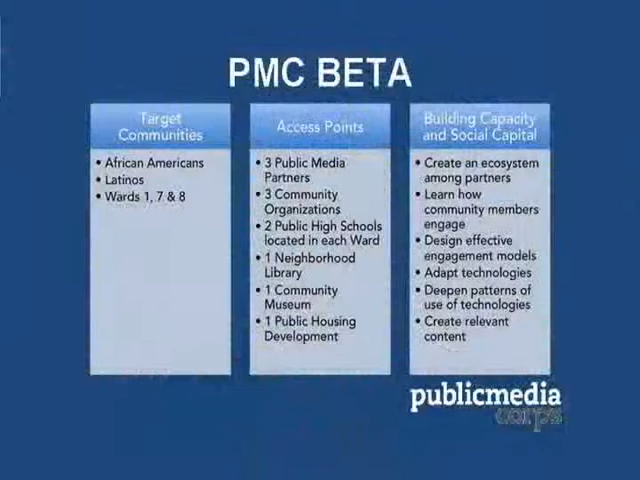 PMC BETA
Target
Communities
• African Americans
• Latinos
• Wards 1, 7 & 8
Access Points
• 3 Public Media
Partners
• 3 Community
Organizations
• 2 Public High Schools
located in each Ward
• 1 Neighborhood
Library
• 1 Community
Museum
• 1 Public Housing
Development
Building Capacity
and Social Capital
• Create an ecosystem
among partners
• Learn how
community members
engage
• Design effective
engagement models
• Adapt technologies
• Deepen patterns of
use of technologies
• Create relevant
content
publicmedia
corps